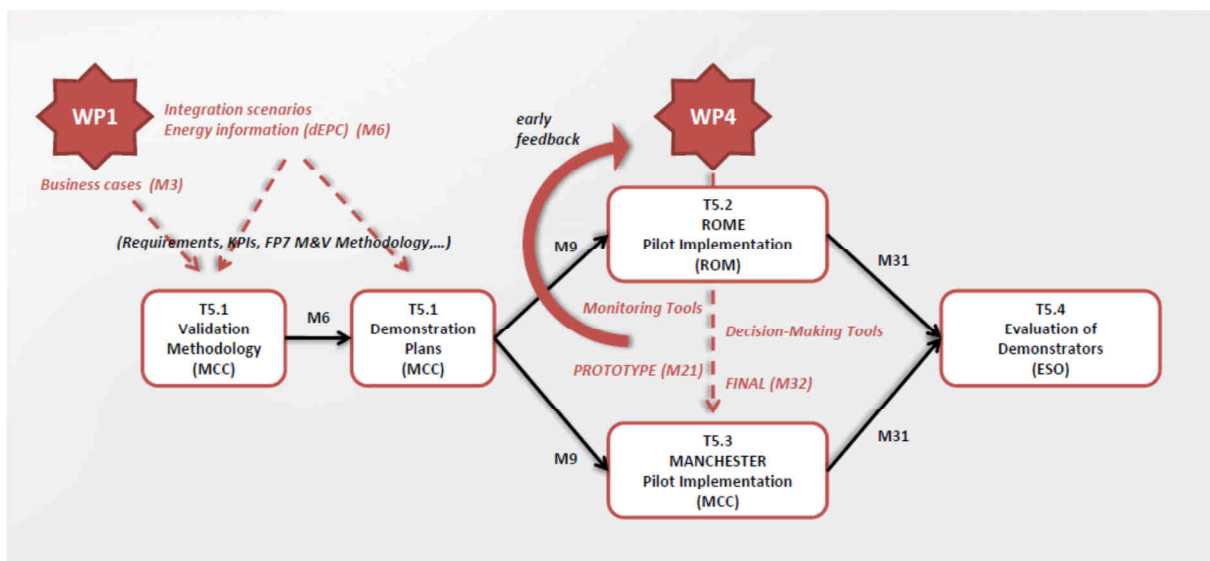 WP1
Integration scenarios
Energy information (dEPC) (M6)
Business cases (M3)
(Requirements, KPIs, FP7 M&V Methodology,...)
T5.1
Validation
Methodology
(MCC)
M6
T5.1
Demonstration
Plans
(MCC)
early
feedback
WP4
M9
T5.2
ROME
Pilot Implementation
(ROM)
Monitoring Tools
Decision-Making Tools
PROTOTYPE (M21)
FINAL (M32)
M9
T5.3
MANCHESTER
Pilot Implementation
(MCC)
M31
M31
T5.4
Evaluation of
Demonstrators
(ESO)